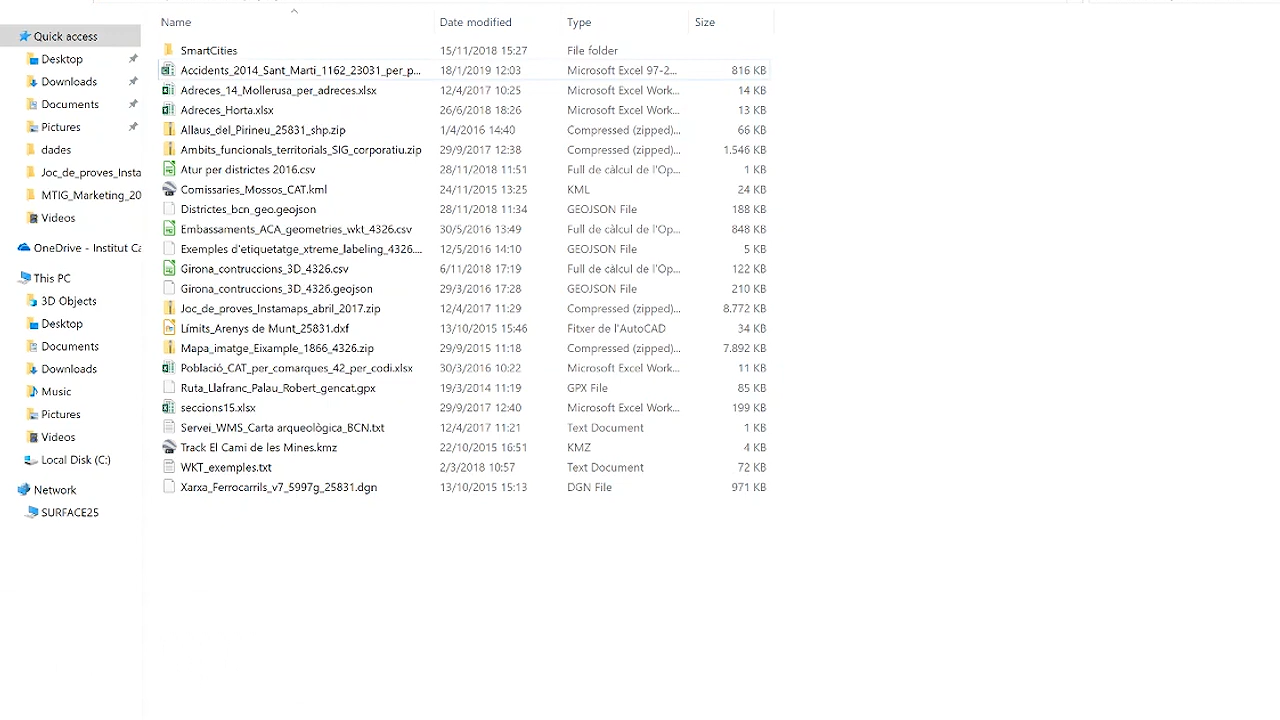 Name Date modified Type Size
Quick access
Desktop
Downloads
Documents
Pictures
dades
Joc_de_proves_Insta
MTIG_Marketing_20
Videos
OneDrive - Institut Ca
This PC
3D Objects
Desktop
Documents
Downloads
Music
Pictures
Videos
Local Disk (C:)
Network
SURFACE25
SmartCities 15/11/2018 15:27 File folder
Accidents_2014_Sant_Marti_1162_23031_per_p... 18/1/2019 12:03 Microsoft Excel 97-2... 816 KB
Adreces_14_Mollerusa_per_adreces.xlsx 12/4/2017 10:25 Microsoft Excel Work... 14 KB
Adreces_Horta.xlsx 26/6/2018 18:26 Microsoft Excel Work... 13 KB
Allaus_del_Pirineu_25831_shp.zip 1/4/2016 14:40 Compressed (zipped)... 66 KB
Ambits_funcionals_territorials_SIG_corporatiu.zip 29/9/2017 12:38 Compressed (zipped)... 1.546 KB
Atur per districtes 2016.csv 28/11/2018 11:51 Full de càlcul de l'Op... 1 KB
Comissaries_Mossos_CAT.kml 24/11/2015 13:25 KML 24 KB
Districtes_bcn_geo.geojson 28/11/2018 11:34 GEOJSON File 188 KB
Embassaments_ACA_geometries_wkt_4326.csv 30/5/2016 13:49 Full de càlcul de l'Op... 848 KB
Exemples d'etiquetatge_xtreme_labeling_4326.... 12/5/2016 14:10 GEOJSON File 5 KB
Girona_contruccions_3D_4326.csv 6/11/2018 17:19 Full de càlcul de l'Op... 122 KB
Girona_contruccions_3D_4326.geojson 29/3/2016 17:28 GEOJSON File 210 KB
Joc_de_proves_Instamaps_abril_2017.zip 12/4/2017 11:29 Compressed (zipped)... 8.772 KB
Límits_Arenys de Munt_25831.dxf 13/10/2015 15:46 Fitxer de l'AutoCAD 34 KB
Mapa_imatge_Eixample_1866_4326.zip 29/9/2015 11:18 Compressed (zipped)... 7.892 KB
Població_CAT_per_comarques_42_per_codi.xlsx 30/3/2016 10:22 Microsoft Excel Work... 11 KB
Ruta_Llafranc_Palau_Robert_gencat.gpx 19/3/2014 11:19 GPX File 85 KB
seccions15.xlsx 29/9/2017 12:40 Microsoft Excel Work... 199 KB
Servei_WMS_Carta arqueològica_BCN.txt 12/4/2017 11:21 Text Document 1 KB
Track El Cami de les Mines.kmz 22/10/2015 16:51 KMZ 4 KB
WKT_exemples.txt 2/3/2018 10:57 Text Document 72 KB
Xarxa_Ferrocarrils_v7_5997g_25831.dgn 13/10/2015 15:13 DGN File 971 KB